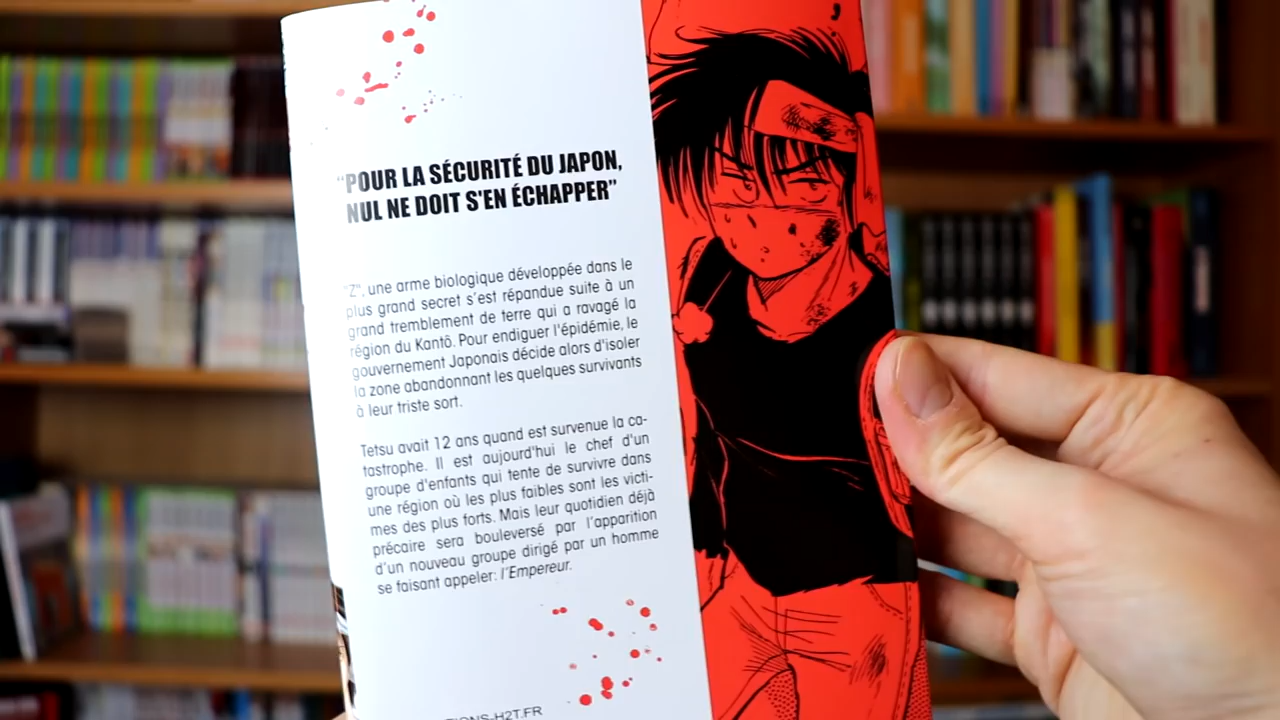 “POUR LA SÉCURITÉ DU JAPON,
NUL NE DOIT S'EN ÉCHAPPER”
"Z", une arme biologique développée dans le
plus grand secret s’est répandue suite à un
grand tremblement de terre qui a ravagé la
région du Kantô. Pour endiguer l'épidémie, le
gouvernement Japonais décide alors d'isoler
la zone abandonnant les quelques survivants
à leur triste sort.
Tetsu avait 12 ans quand est survenue la ca-
tastrophe. Il est aujourd'hui le chef d'un
groupe d'enfants qui tente de survivre dans
une région où les plus faibles sont les victi-
mes des plus forts. Mais leur quotidien déjà
précaire sera bouleversé par l’apparition
d’un nouveau groupe dirigé par un homme
se faisant appeler: l’Empereur.
TIONS-H2T.FR